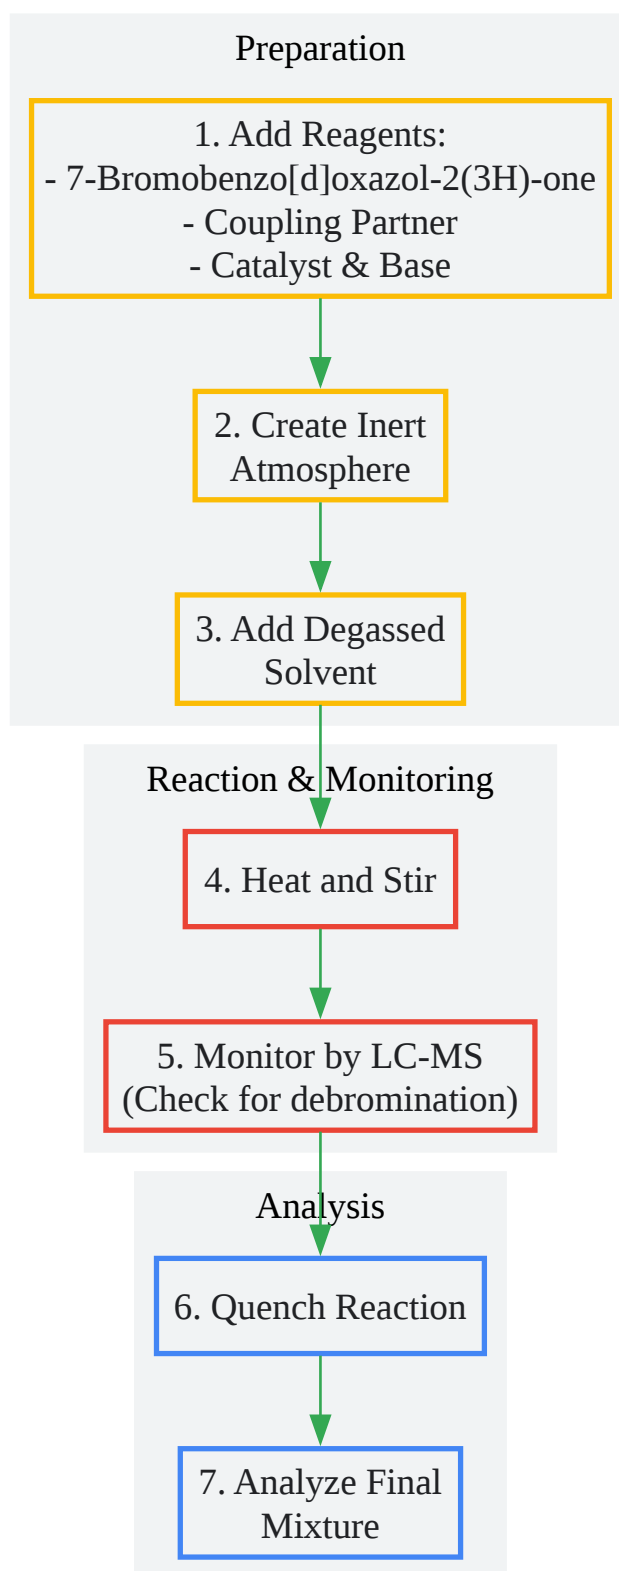 Preparation
1. Add Reagents:
- 7-Bromobenzo[d]oxazol-2(3H)-one
- Coupling Partner
- Catalyst & Base
2. Create Inert
Atmosphere
3. Add Degassed
Solvent
Reaction & Monitoring
4. Heat and Stir
5. Monitor by LC-MS
(Check for debromination)
Analysis
6. Quench Reaction
7. Analyze Final
Mixture